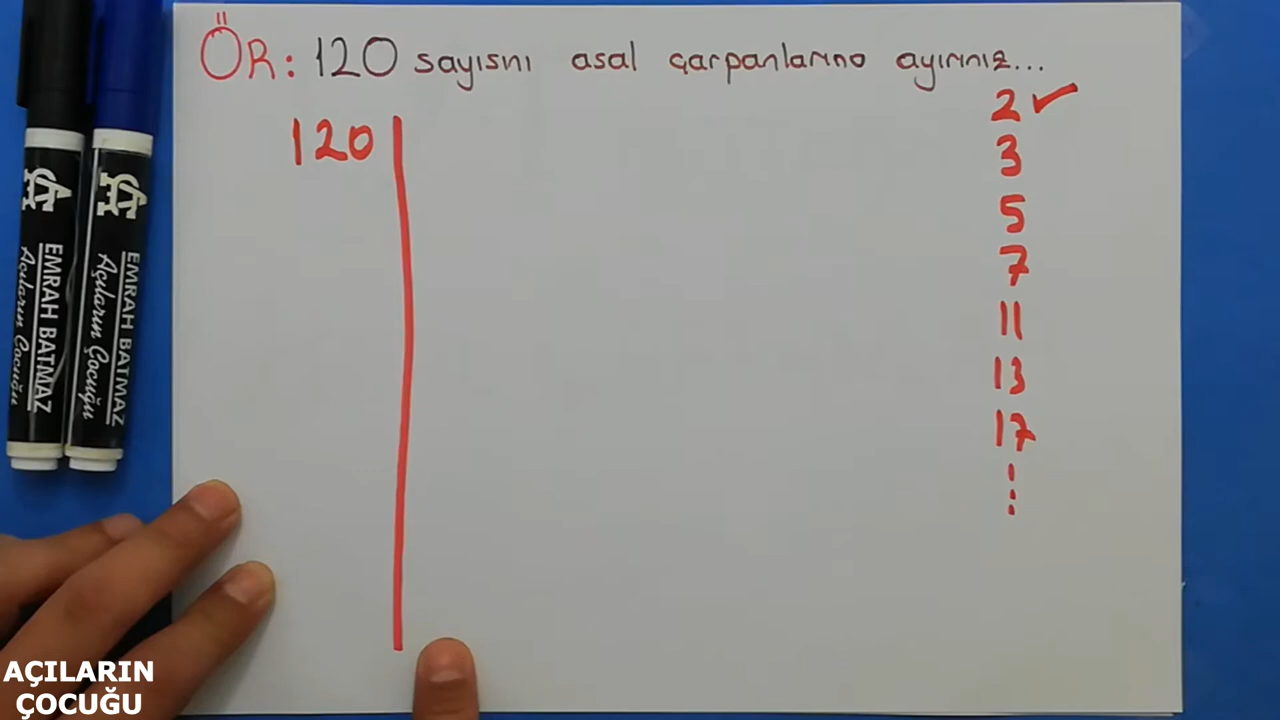 ÖR: 120 sayısnı asal çarpanlarına ayırınız...
120
2 ✓
3
5
7
11
13
17
EMRAH BATMAZ
Açıların Çocuğu
EMRAH BATMAZ
Açıların Çocuğu
AÇILARIN
ÇOCUĞU